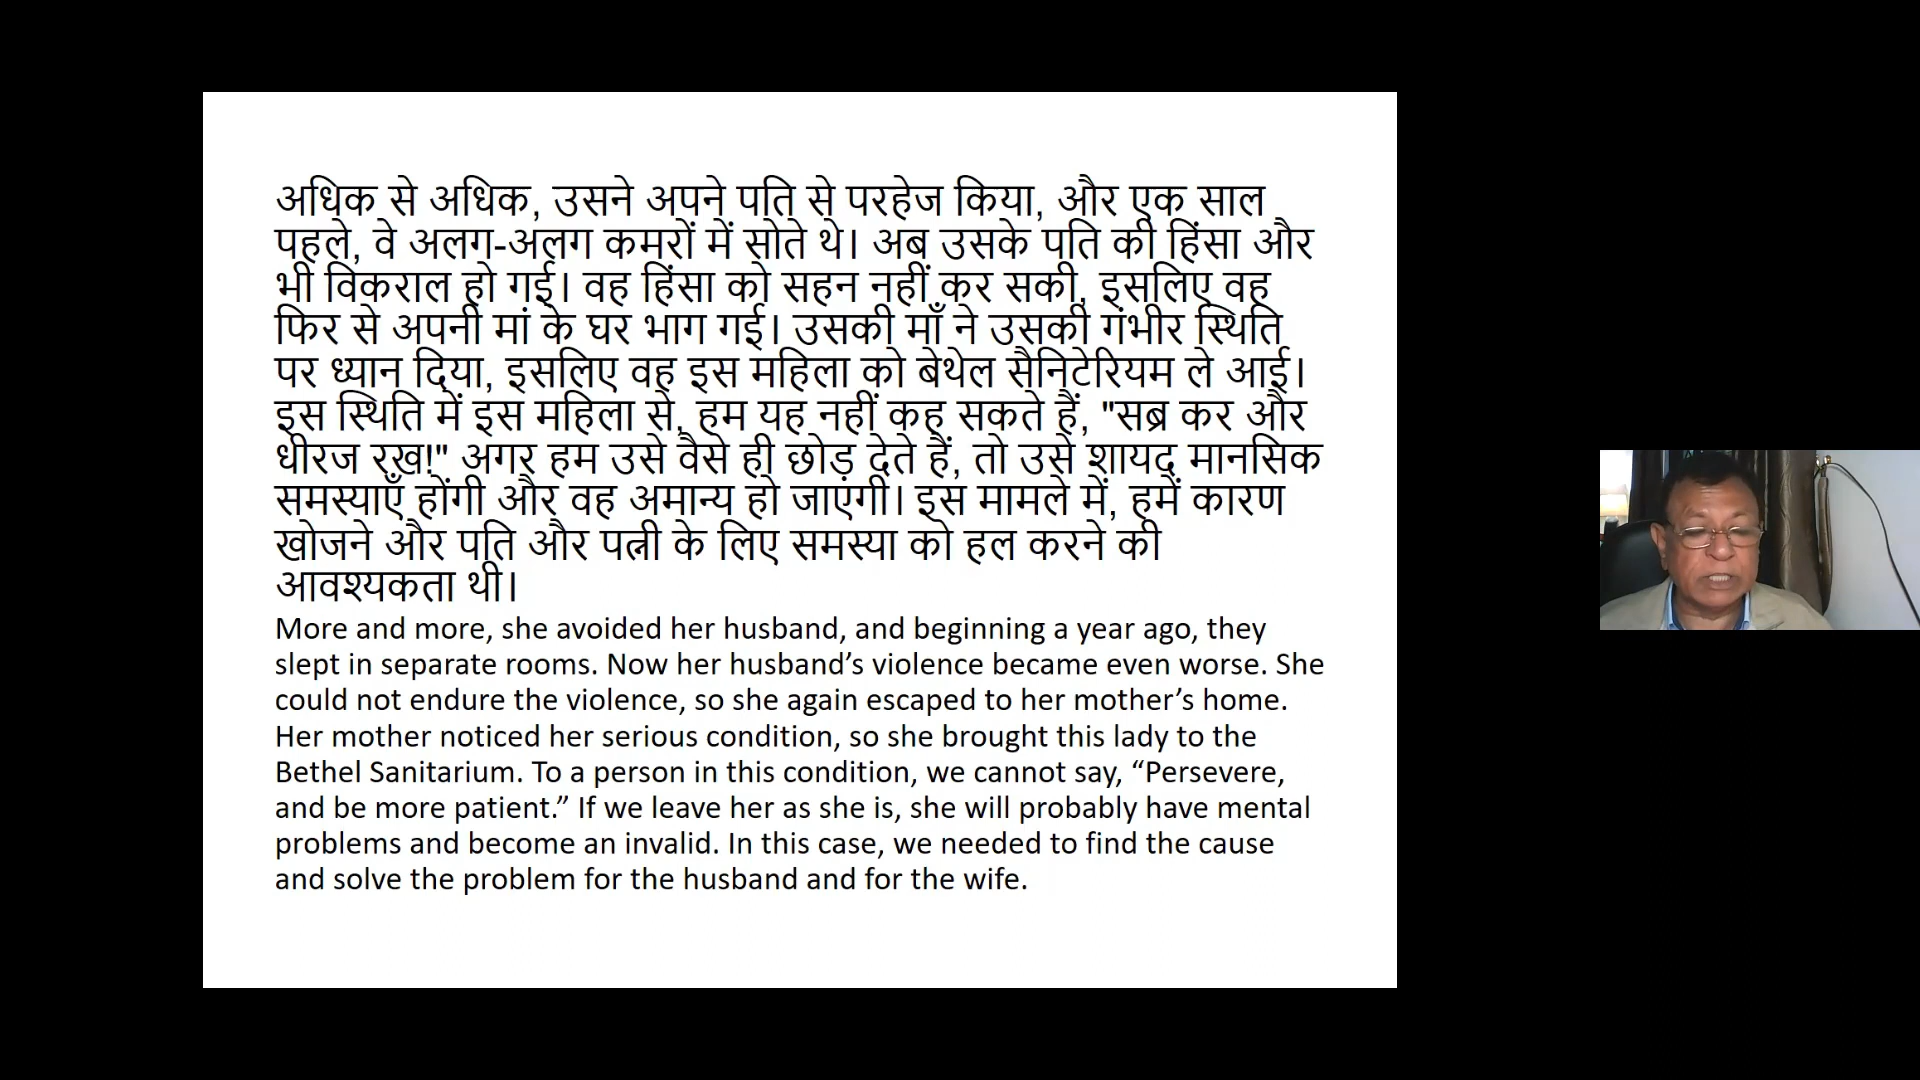 अधिक से अधिक, उसने अपने पति से परहेज किया, और एक साल
पहले, वे अलग-अलग कमरों में सोते थे। अब उसके पति की हिंसा और
भी विकराल हो गई। वह हिंसा को सहन नहीं कर सकी, इसलिए वह
फिर से अपनी मां के घर भाग गई। उसकी माँ ने उसकी गंभीर स्थिति
पर ध्यान दिया, इसलिए वह इस महिला को बेथेल सैनिटेरियम ले आई।
इस स्थिति में इस महिला से, हम यह नहीं कह सकते हैं, "सब्र कर और
धीरज रख!" अगर हम उसे वैसे ही छोड़ देते हैं, तो उसे शायद मानसिक
समस्याएँ होंगी और वह अमान्य हो जाएंगी। इस मामले में, हमें कारण
खोजने और पति और पत्नी के लिए समस्या को हल करने की
आवश्यकता थी।
More and more, she avoided her husband, and beginning a year ago, they
slept in separate rooms. Now her husband’s violence became even worse. She
could not endure the violence, so she again escaped to her mother’s home.
Her mother noticed her serious condition, so she brought this lady to the
Bethel Sanitarium. To a person in this condition, we cannot say, “Persevere,
and be more patient.” If we leave her as she is, she will probably have mental
problems and become an invalid. In this case, we needed to find the cause
and solve the problem for the husband and for the wife.